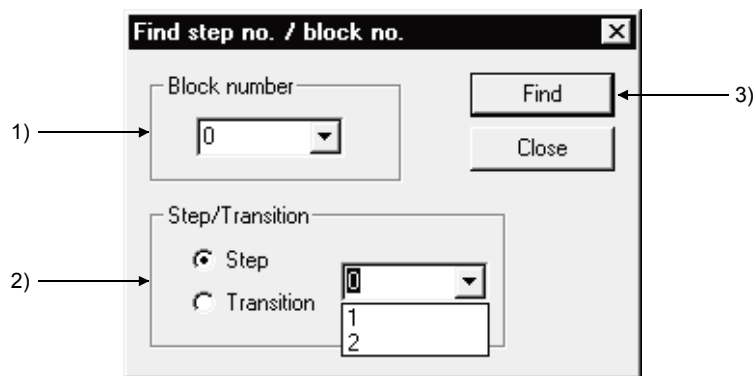 Find step no. / block no.
Block number
Find
3)
1)
0
Close
Step/Transition
Step
2)
0
Transition
1
2